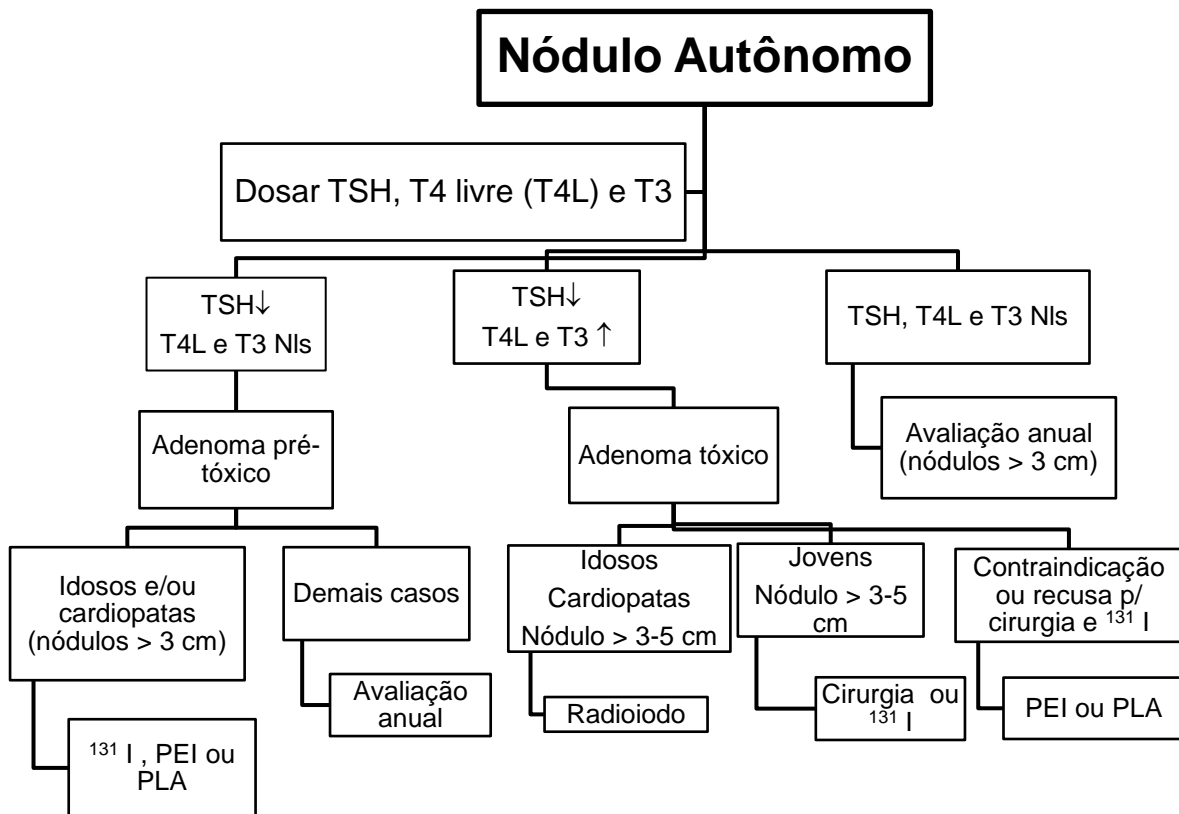 Nódulo Autônomo
Dosar TSH, T4 livre (T4L) e T3
TSH↓
T4L e T3 Nls
TSH↓
T4L e T3 ↑
TSH, T4L e T3 Nls
Adenoma pré-
tóxico
Adenoma tóxico
Avaliação anual
(nódulos > 3 cm)
Idosos e/ou
cardiopatas
(nódulos > 3 cm)
Demais casos
Idosos
Cardiopatas
Nódulo > 3-5 cm
Jovens
Nódulo > 3-5
cm
Contraindicação
ou recusa p/
cirurgia e ¹³¹ I
¹³¹ I , PEI ou
PLA
Avaliação
anual
Radioiodo
Cirurgia ou
¹³¹ I
PEI ou PLA